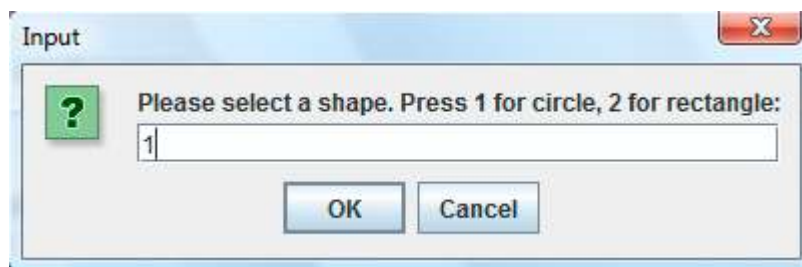 Input
Please select a shape. Press 1 for circle, 2 for rectangle:
1
OK Cancel